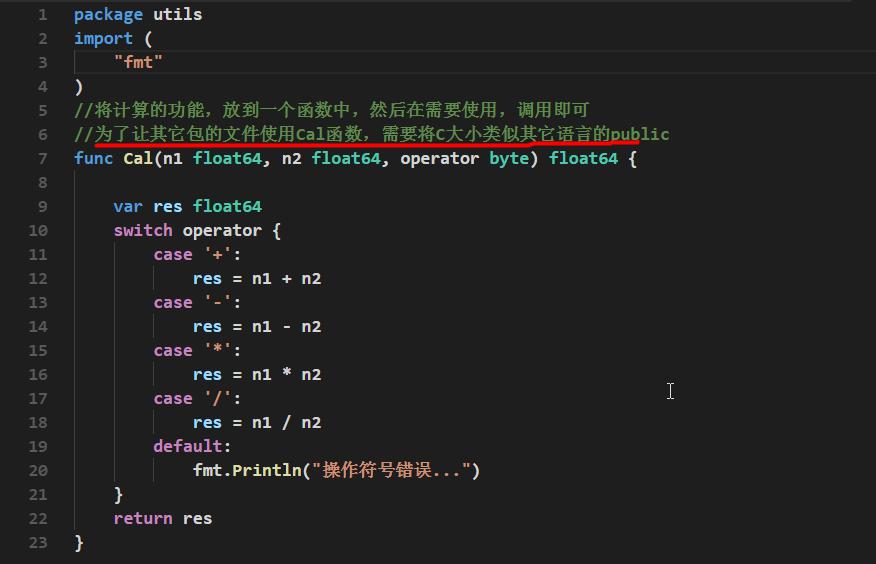 1 package utils
2 import (
3 "fmt"
4 )
5 //将计算的功能，放到一个函数中，然后在需要使用，调用即可
6 //为了让其它包的文件使用Cal函数，需要将C大小类似其它语言的public
7 func Cal(n1 float64, n2 float64, operator byte) float64 {
8
9 var res float64
10 switch operator {
11 case '+':
12 res = n1 + n2
13 case '-':
14 res = n1 - n2
15 case '*':
16 res = n1 * n2
17 case '/':
18 res = n1 / n2
19 default:
20 fmt.Println("操作符号错误...")
21 }
22 return res
23 }